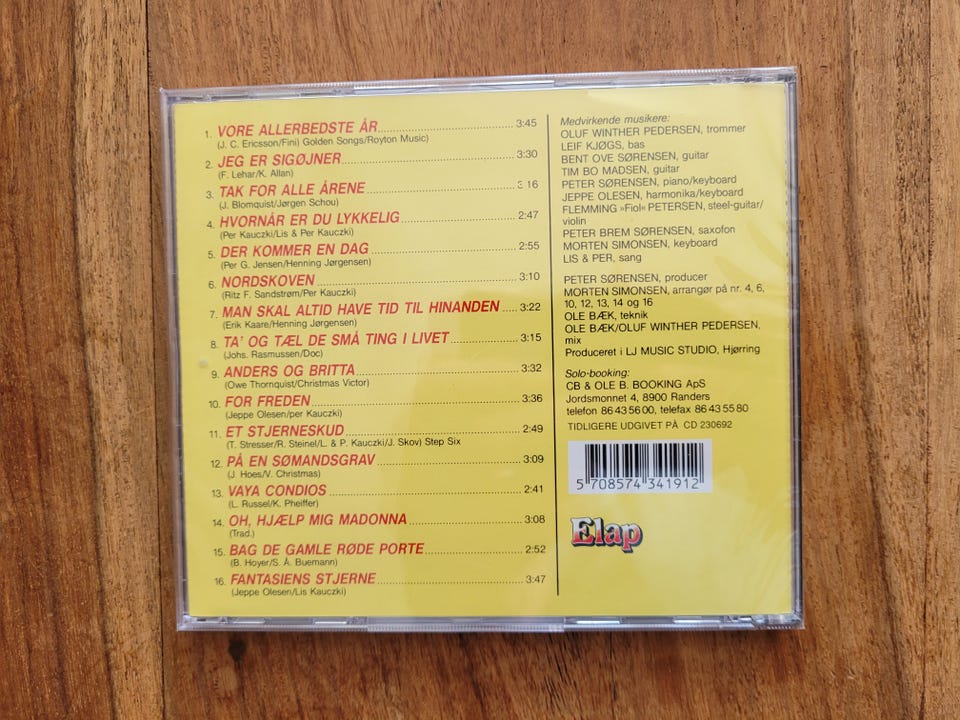 1. VORE ALLERBEDSTE ÅR 3:45
(J. C. Ericsson/Fini) Golden Songs/Royton Music)
2. JEG ER SIGØJNER 3:30
(F. Lehar/K. Allan)
3. TAK FOR ALLE ÅRENE 3:16
(J. Blomquist/Jørgen Schou)
4. HVORNÅR ER DU LYKKELIG 2:47
(Per Kauczki/Lis & Per Kauczki)
5. DER KOMMER EN DAG 2:55
(Per G. Jensen/Henning Jørgensen)
6. NORDSKOVEN 3:10
(Ritz F. Sandstrøm/Per Kauczki)
7. MAN SKAL ALTID HAVE TID TIL HINANDEN 3:22
(Erik Kaare/Henning Jørgensen)
8. TA' OG TÆL DE SMÅ TING I LIVET 3:15
(Johs. Rasmussen/Doc)
9. ANDERS OG BRITTA 3:32
(Owe Thornquist/Christmas Victor)
10. FOR FREDEN 3:36
(Jeppe Olesen/per Kauczki)
11. ET STJERNESKUD 2:49
(T. Stresser/R. Steinel/L. & P. Kauczki/J. Skov) Step Six
12. PÅ EN SØMANDSGRAV 3:09
(J. Hoes/V. Christmas)
13. VAYA CONDIOS 2:41
(L. Russel/K. Pheiffer)
14. OH, HJÆLP MIG MADONNA 3:08
(Trad.)
15. BAG DE GAMLE RØDE PORTE 2:52
(B. Hoyer/S. Å. Buemann)
16. FANTASIENS STJERNE 3:47
(Jeppe Olesen/Lis Kauczki)
Medvirkende musikere:
OLUF WINTHER PEDERSEN, trommer
LEIF KJØGS, bas
BENT OVE SØRENSEN, guitar
TIM BO MADSEN, guitar
PETER SØRENSEN, piano/keyboard
JEPPE OLESEN, harmonika/keyboard
FLEMMING »Fiol« PETERSEN, steel-guitar/
violin
PETER BREM SØRENSEN, saxofon
MORTEN SIMONSEN, keyboard
LIS & PER, sang
PETER SØRENSEN, producer
MORTEN SIMONSEN, arrangør på nr. 4, 6,
10, 12, 13, 14 og 16
OLE BÆK, teknik
OLE BÆK/OLUF WINTHER PEDERSEN,
mix
Produceret i LJ MUSIC STUDIO, Hjørring
Solo-booking:
CB & OLE B. BOOKING ApS
Jordsmonnet 4, 8900 Randers
telefon 86 43 56 00, telefax 86 43 55 80
TIDLIGERE UDGIVET PÅ CD 230692
5 708574 341912
Elap